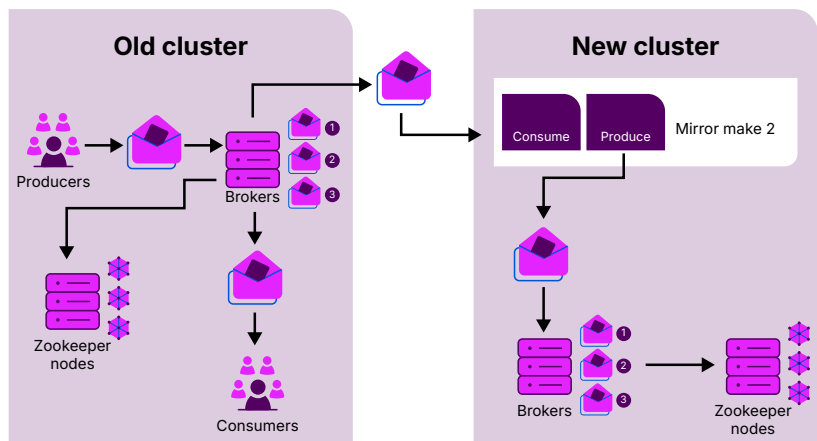 Old cluster
New cluster
Producers
Brokers
1
2
3
Zookeeper
nodes
Consumers
Consume
Produce
Mirror make 2
Brokers
1
2
3
Zookeeper
nodes